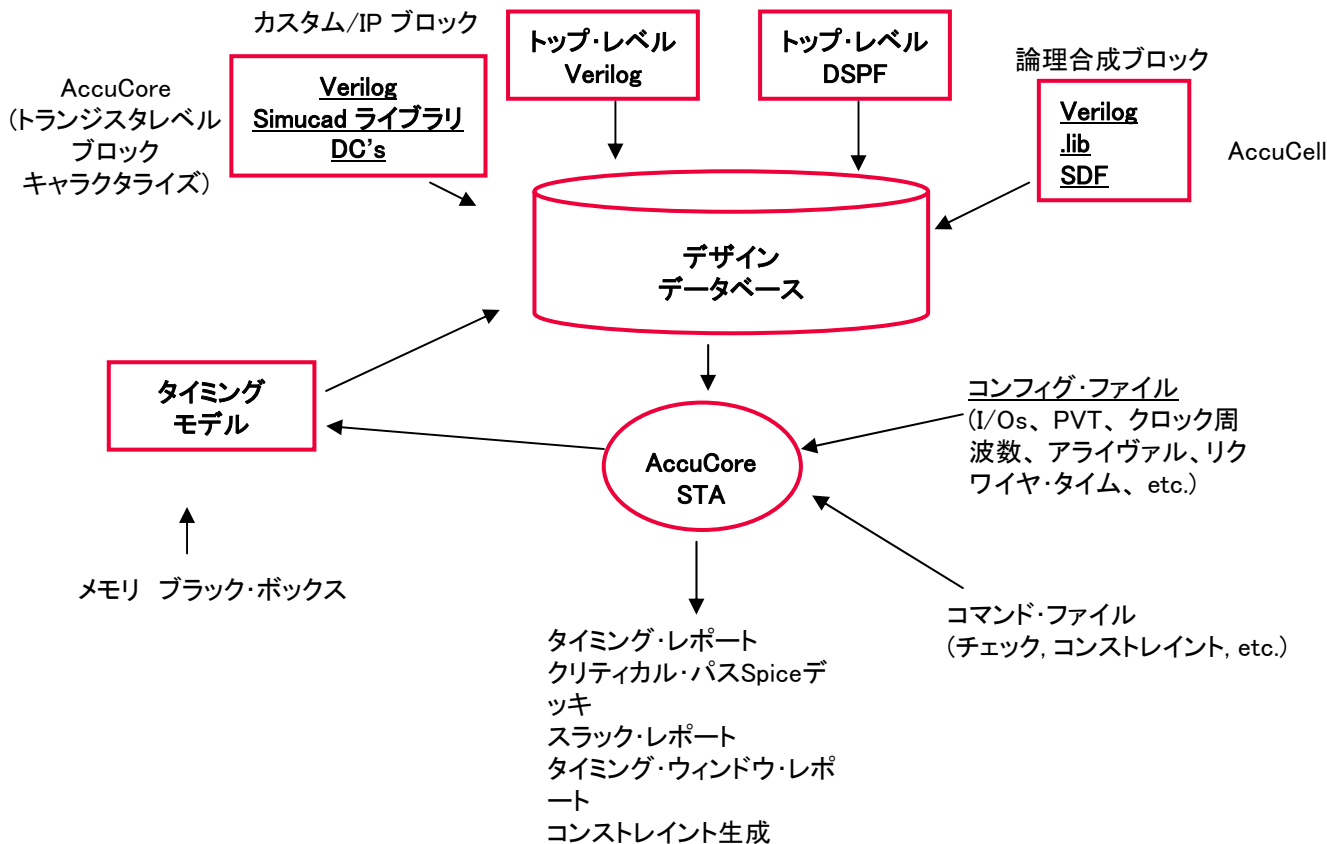 カスタム/IP ブロック
AccuCore
(トランジスタレベル
ブロック
キャラクタライズ)
Verilog
Simucad ライブラリ
DC's
トップ・レベル
Verilog
トップ・レベル
DSPF
論理合成ブロック
Verilog
.lib
SDF
AccuCell
デザイン
データベース
タイミング
モデル
AccuCore
STA
コンフィグ・ファイル
(I/Os、PVT、クロック周
波数、アライヴァル、リク
ワイヤ・タイム、etc.)
メモリ ブラック・ボックス
コマンド・ファイル
(チェック, コンストレイント, etc.)
タイミング・レポート
クリティカル・パスSpiceデ
ッキ
スラック・レポート
タイミング・ウィンドウ・レポ
ート
コンストレイント生成